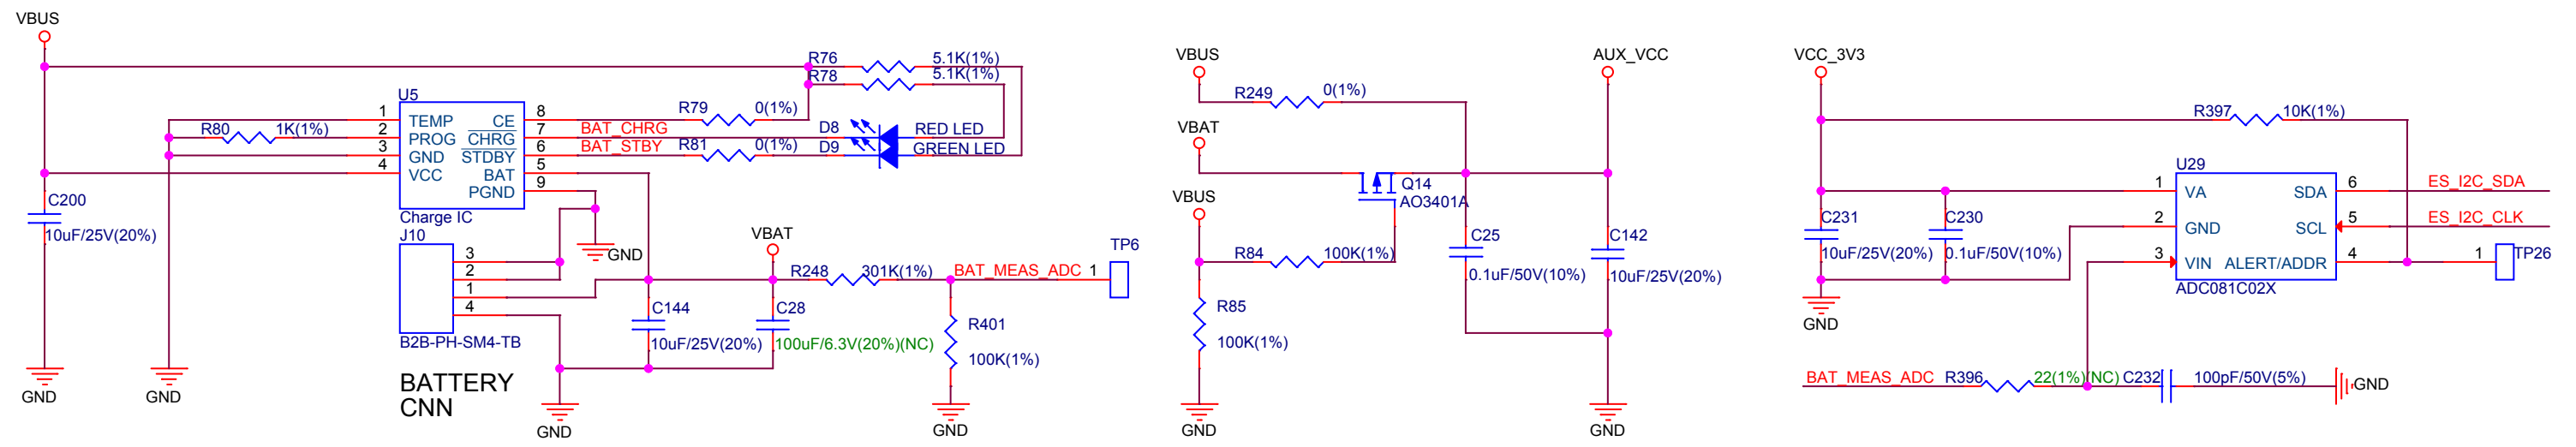 VBUS
R76 5.1K(1%)
R78 5.1K(1%)
U5
1 TEMP CE 8
R79 0(1%)
R80 1K(1%)
2 PROG CHRG 7
BAT_CHRG
D8 RED LED
3 GND STDBY 6
BAT_STBY
R81 0(1%)
D9 GREEN LED
4 VCC BAT 5
PGND 9
Charge IC
C200
10uF/25V(20%)
GND
GND
J10
3
2
1
4
B2B-PH-SM4-TB
BATTERY
CNN
GND
VBAT
R248 301K(1%)
BAT_MEAS_ADC 1
TP6
C144
10uF/25V(20%)
C28
100uF/6.3V(20%)(NC)
R401
100K(1%)
GND
GND
VBUS
R249 0(1%)
AUX_VCC
VBAT
Q14
AO3401A
VBUS
R84 100K(1%)
R85
100K(1%)
C25
0.1uF/50V(10%)
C142
10uF/25V(20%)
GND
GND
VCC_3V3
R397 10K(1%)
U29
1 VA SDA 6 ES_I2C_SDA
2 GND SCL 5 ES_I2C_CLK
3 VIN ALERT/ADDR 4
1 TP26
ADC081C02X
C231
10uF/25V(20%)
C230
0.1uF/50V(10%)
GND
BAT_MEAS_ADC R396 22(1%)(NC) C232 100pF/50V(5%) GND